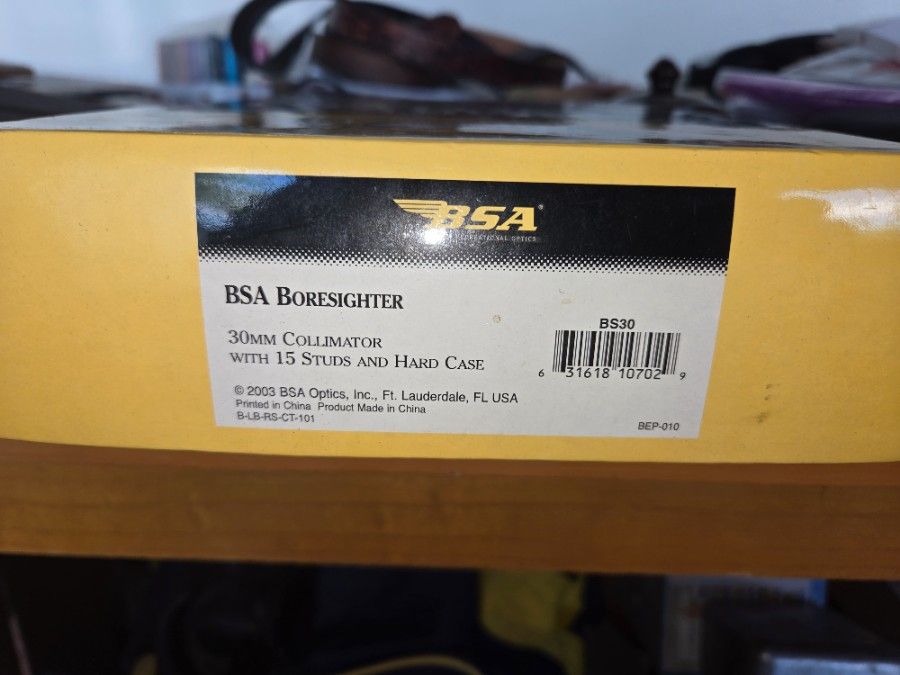 BSA®
BSA BORESIGHTER
30MM COLLIMATOR
WITH 15 STUDS AND HARD CASE
BS30
6 31618 10702 9
© 2003 BSA Optics, Inc., Ft. Lauderdale, FL USA
Printed in China Product Made in China
B-LB-RS-CT-101
BEP-010